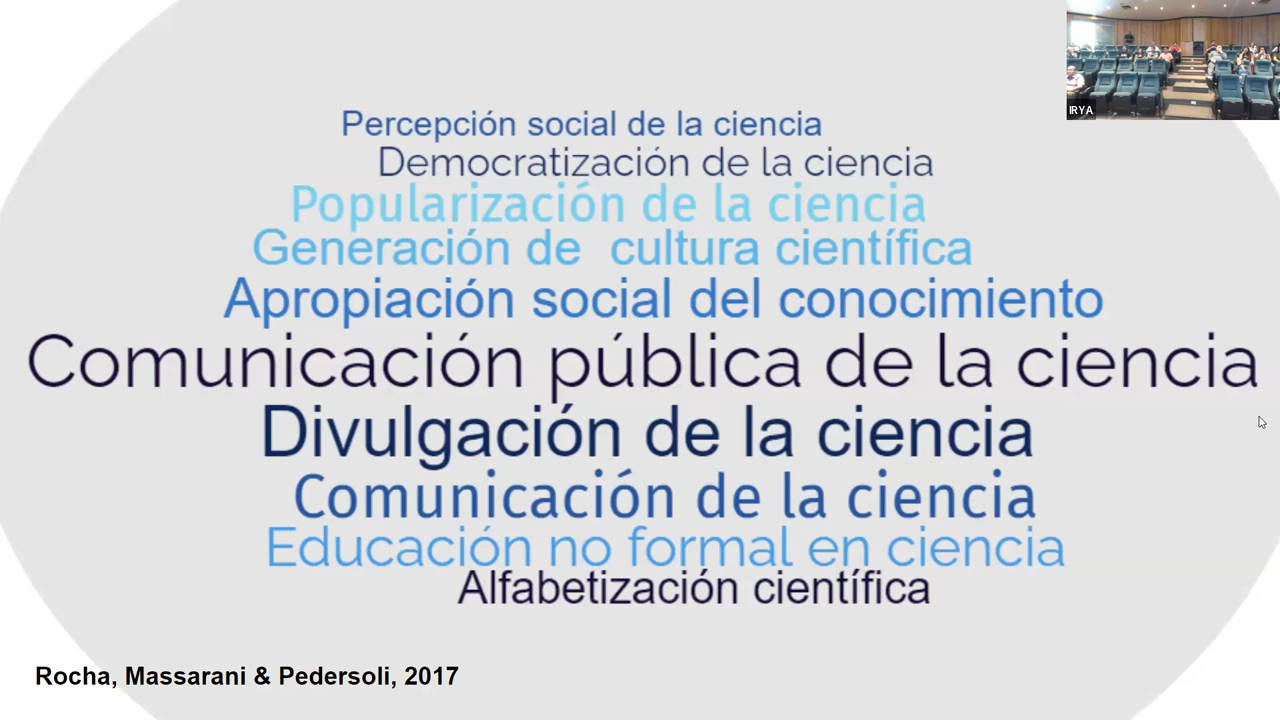 IRYA
Percepción social de la ciencia
Democratización de la ciencia
Popularización de la ciencia
Generación de cultura científica
Apropiación social del conocimiento
Comunicación pública de la ciencia
Divulgación de la ciencia
Comunicación de la ciencia
Educación no formal en ciencia
Alfabetización científica
Rocha, Massarani & Pedersoli, 2017